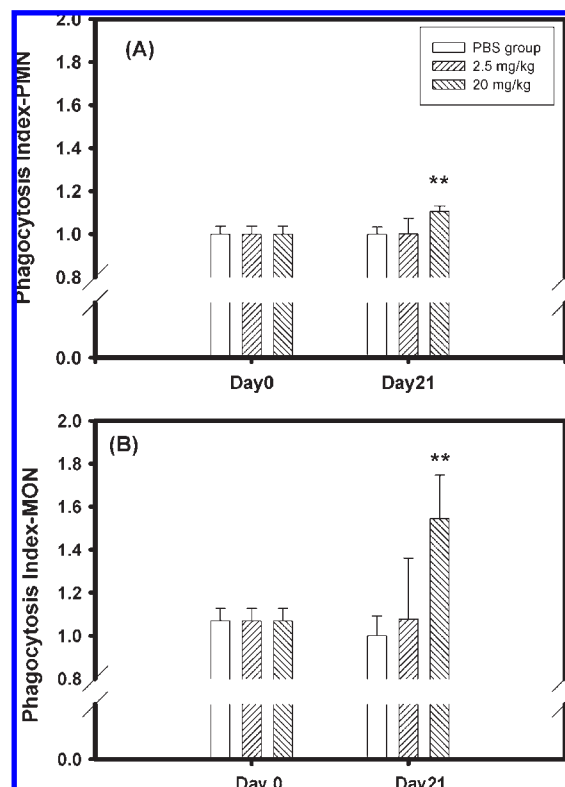 Phagocytosis Index-PMN
2.0
1.8
1.6
1.4
1.2
1.0
0.8
0.0
(A)
PBS group
2.5 mg/kg
20 mg/kg
**
Day0 Day21
Phagocytosis Index-MON
2.0
1.8
1.6
1.4
1.2
1.0
0.8
0.0
(B)
**
Day 0 Day21